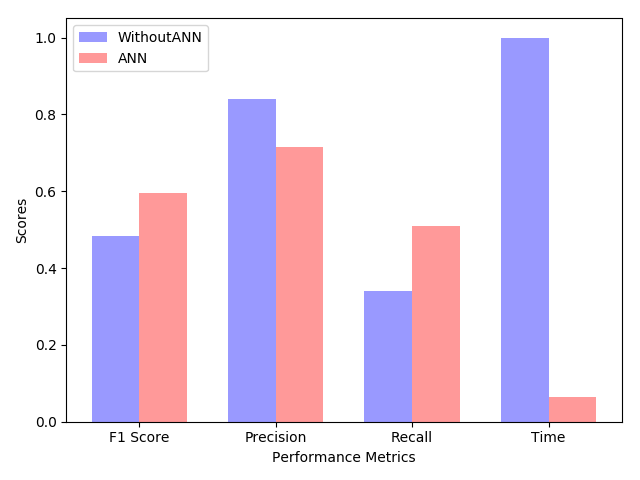 WithoutANN
ANN
1.0
0.8
0.6
0.4
0.2
0.0
Scores
F1 Score Precision Recall Time
Performance Metrics